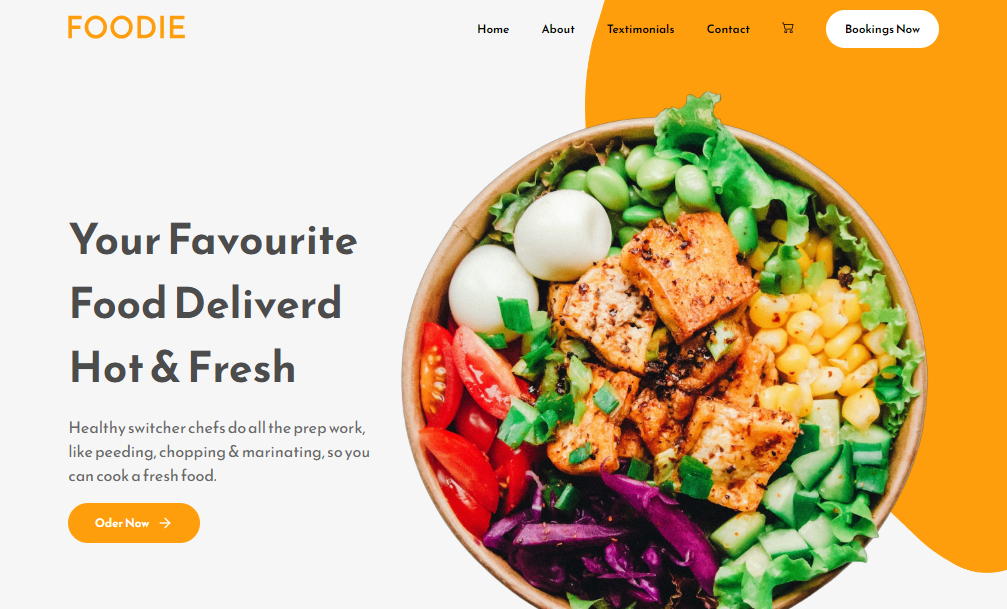 FOODIE
Home About Textimonials Contact Bookings Now
Your Favourite
Food Deliverd
Hot & Fresh
Healthy switcher chefs do all the prep work,
like peeding, chopping & marinating, so you
can cook a fresh food.
Oder Now